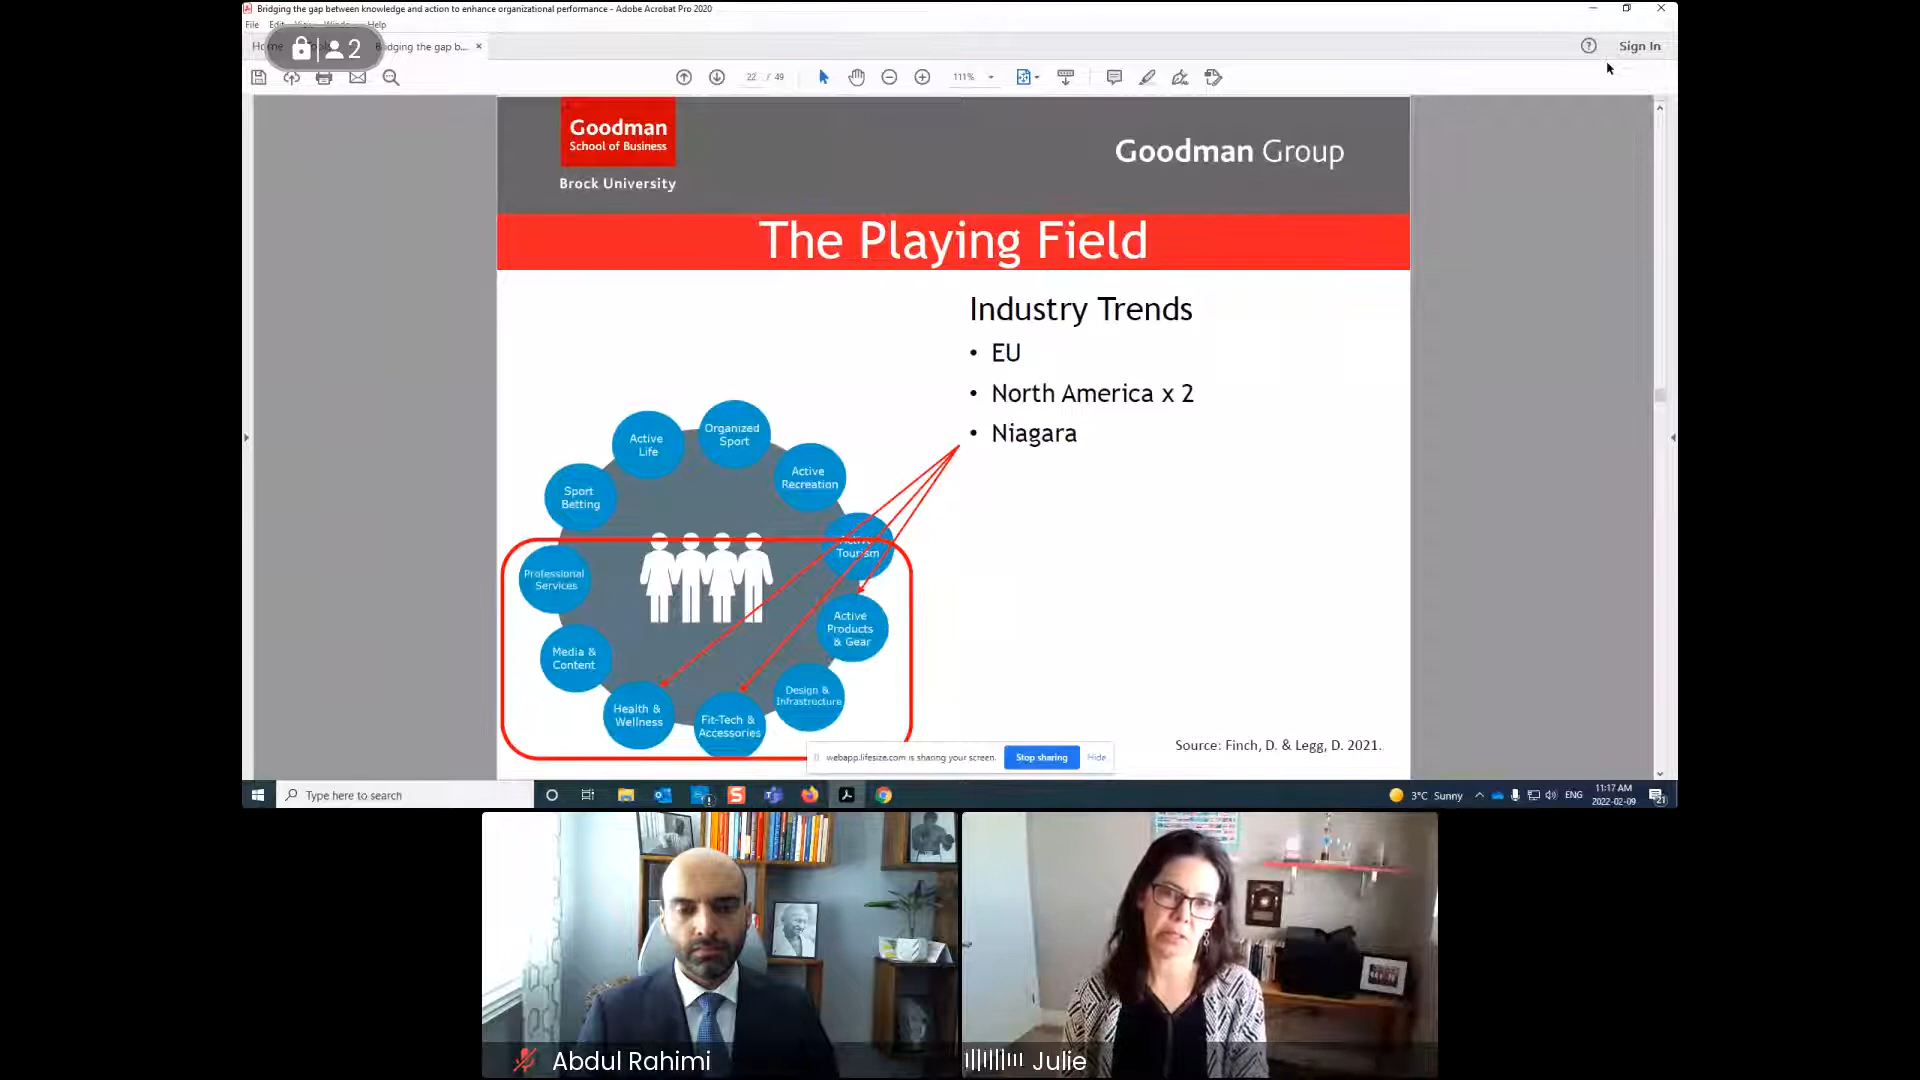 Bridging the gap between knowledge and action to enhance organizational performance - Adobe Acrobat Pro 2020
File Edit View Window Help
2
Bridging the gap b...
Sign In
22 / 49
111%
Goodman
School of Business
Brock University
Goodman Group
The Playing Field
Industry Trends
• EU
• North America x 2
• Niagara
Organized
Sport
Active
Life
Active
Recreation
Sport
Betting
Active
Tourism
Professional
Services
Active
Products
& Gear
Media &
Content
Design &
Infrastructure
Health &
Wellness
Fit-Tech &
Accessories
Source: Finch, D. & Legg, D. 2021.
webapp.lifesize.com is sharing your screen.
Stop sharing
Hide
Type here to search
3°C Sunny
ENG
11:17 AM
2022-02-09
21
Abdul Rahimi
Julie